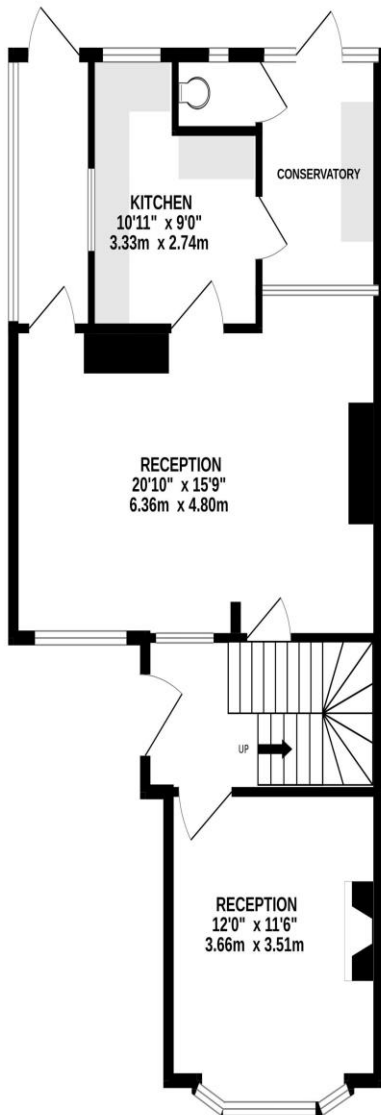 CONSERVATORY
KITCHEN
10'11" x 9'0"
3.33m x 2.74m
RECEPTION
20'10" x 15'9"
6.36m x 4.80m
UP
RECEPTION
12'0" x 11'6"
3.66m x 3.51m